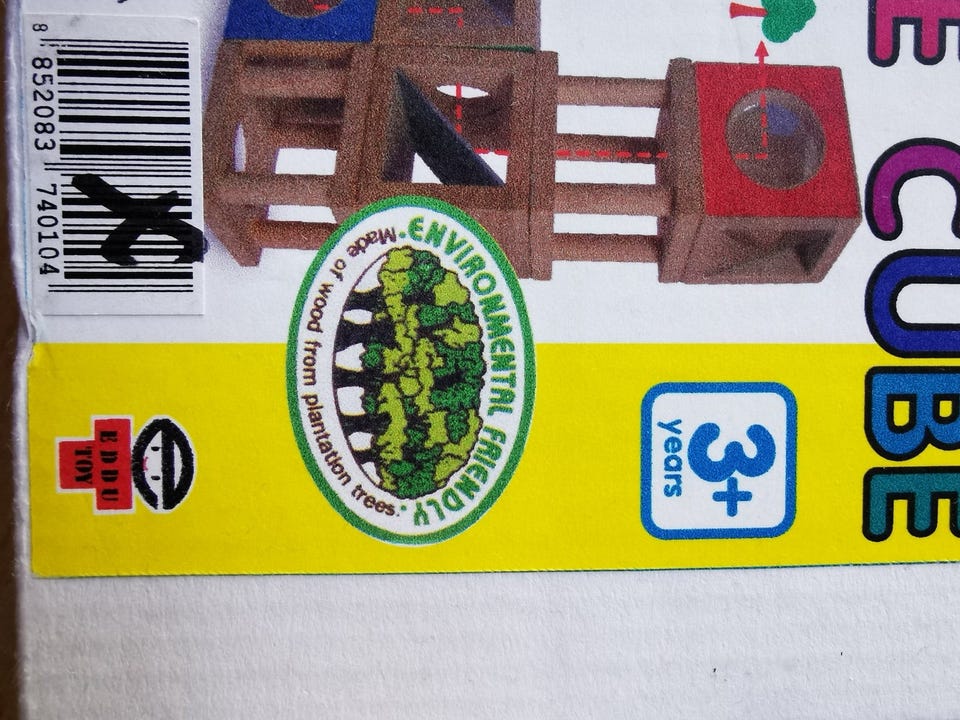 E CUBE
3+
years
•ENVIRONMENTAL FRIENDLY•
Made of wood from plantation trees.
8 852083 740104
e
EDDU
TOY